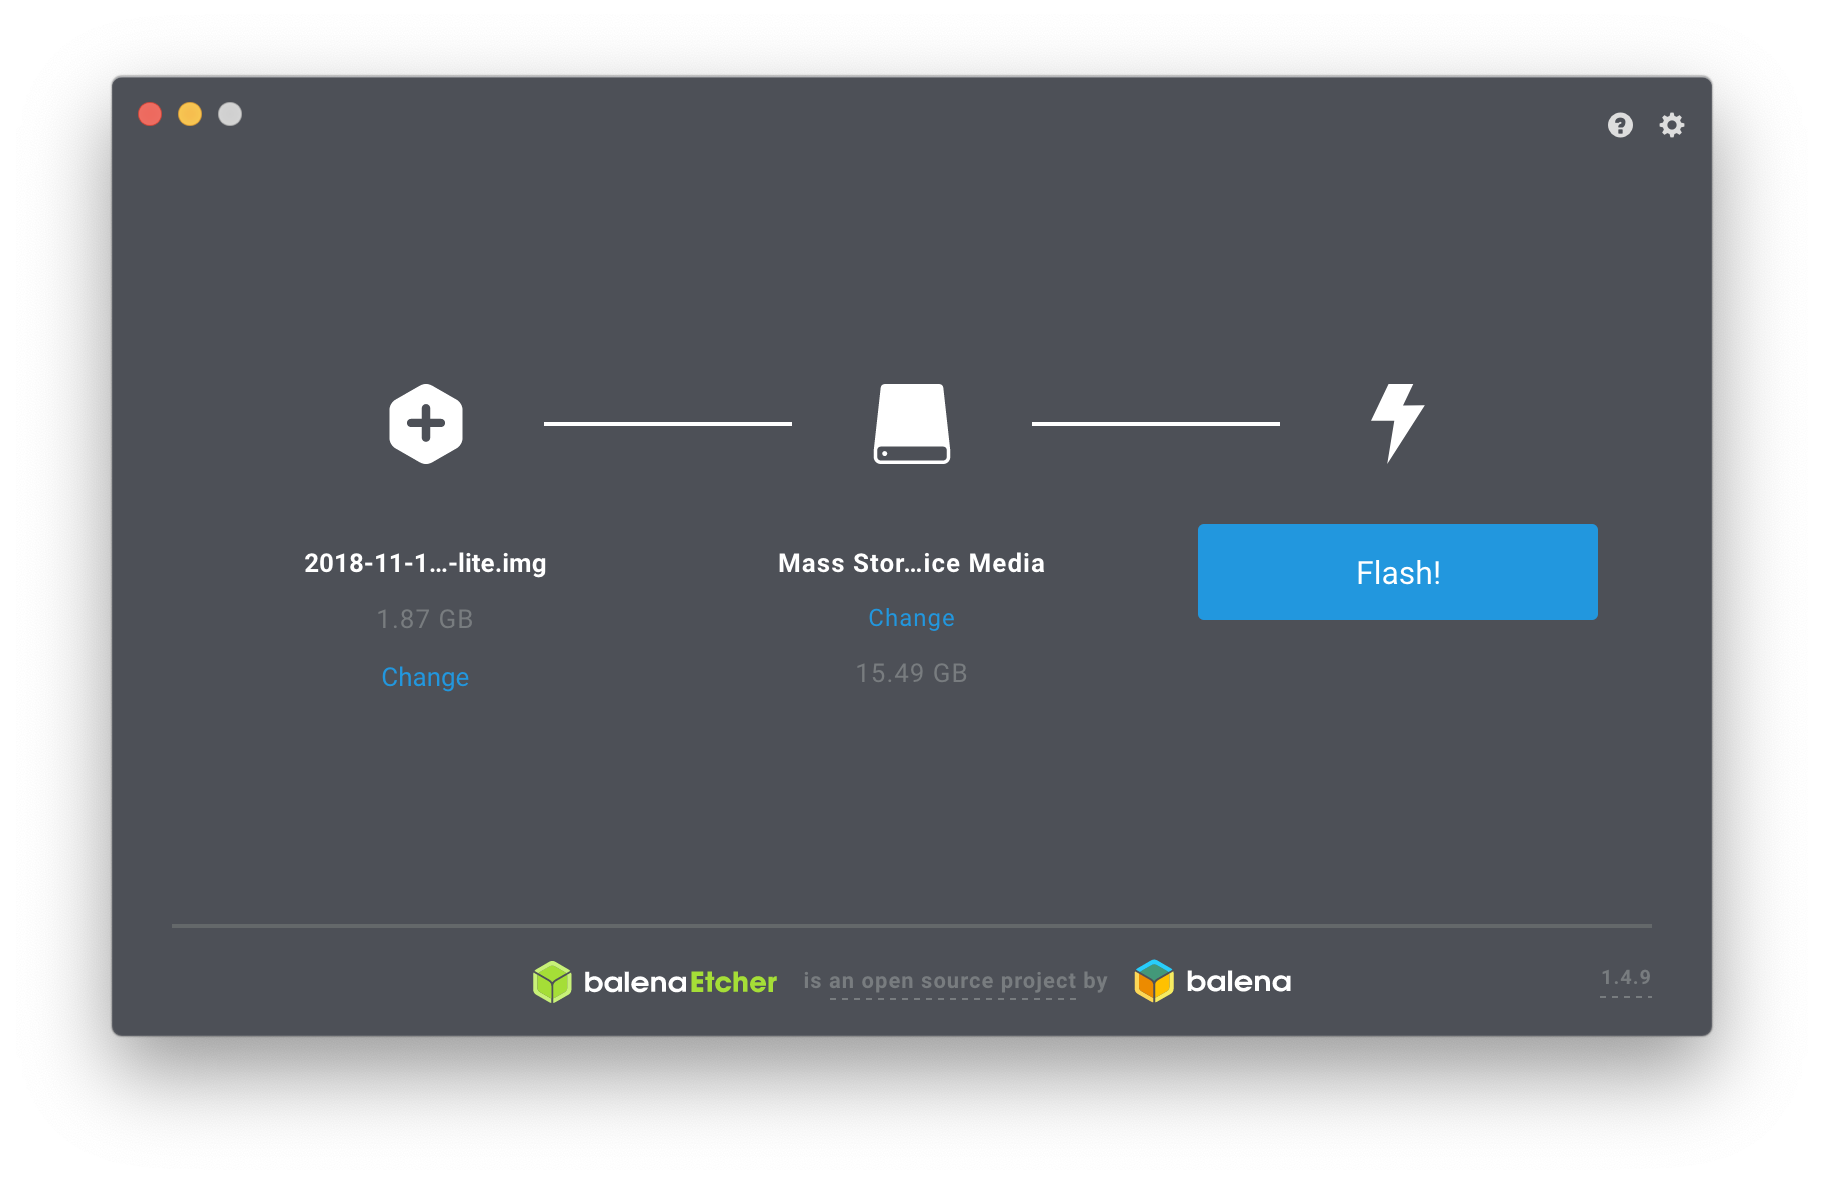 2018-11-1...-lite.img
1.87 GB
Change
Mass Stor...ice Media
Change
15.49 GB
Flash!
balenaEtcher is an open source project by balena
1.4.9